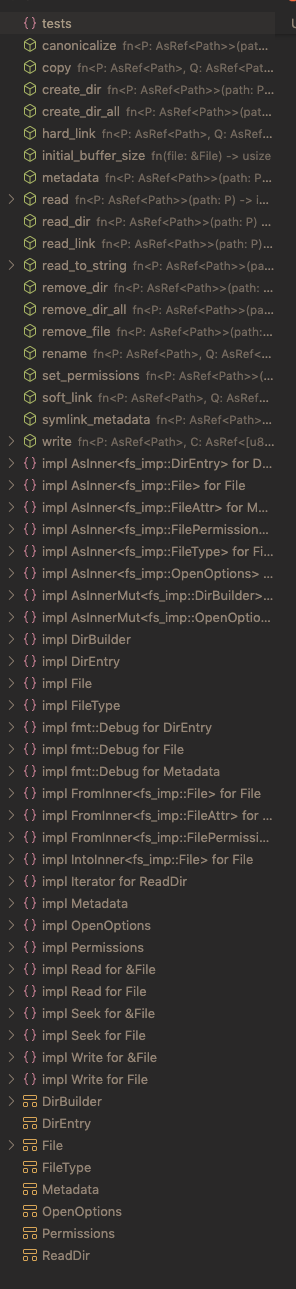 tests
canonicalize fn<P: AsRef<Path>>(pat...
copy fn<P: AsRef<Path>, Q: AsRef...
create_dir fn<P: AsRef<Path>>(path: P...
create_dir_all fn<P: AsRef<Path>>(pat...
hard_link fn<P: AsRef<Path>, Q: AsRef...
initial_buffer_size fn(file: &File) -> usize
metadata fn<P: AsRef<Path>>(path: P...
read fn<P: AsRef<Path>>(path: P) -> i...
read_dir fn<P: AsRef<Path>>(path: P) ...
read_link fn<P: AsRef<Path>>(path: P)...
read_to_string fn<P: AsRef<Path>>(pa...
remove_dir fn<P: AsRef<Path>>(path: ...
remove_dir_all fn<P: AsRef<Path>>(pat...
remove_file fn<P: AsRef<Path>>(path:...
rename fn<P: AsRef<Path>, Q: AsRef<...
set_permissions fn<P: AsRef<Path>>(...
soft_link fn<P: AsRef<Path>, Q: AsRef...
symlink_metadata fn<P: AsRef<Path>...
write fn<P: AsRef<Path>, C: AsRef<[u8...
impl AsInner<fs_imp::DirEntry> for D...
impl AsInner<fs_imp::File> for File
impl AsInner<fs_imp::FileAttr> for M...
impl AsInner<fs_imp::FilePermission...
impl AsInner<fs_imp::FileType> for Fi...
impl AsInner<fs_imp::OpenOptions> ...
impl AsInnerMut<fs_imp::DirBuilder>...
impl AsInnerMut<fs_imp::OpenOptio...
impl DirBuilder
impl DirEntry
impl File
impl FileType
impl fmt::Debug for DirEntry
impl fmt::Debug for File
impl fmt::Debug for Metadata
impl FromInner<fs_imp::File> for File
impl FromInner<fs_imp::FileAttr> for ...
impl FromInner<fs_imp::FilePermissi...
impl IntoInner<fs_imp::File> for File
impl Iterator for ReadDir
impl Metadata
impl OpenOptions
impl Permissions
impl Read for &File
impl Read for File
impl Seek for &File
impl Seek for File
impl Write for &File
impl Write for File
DirBuilder
DirEntry
File
FileType
Metadata
OpenOptions
Permissions
ReadDir